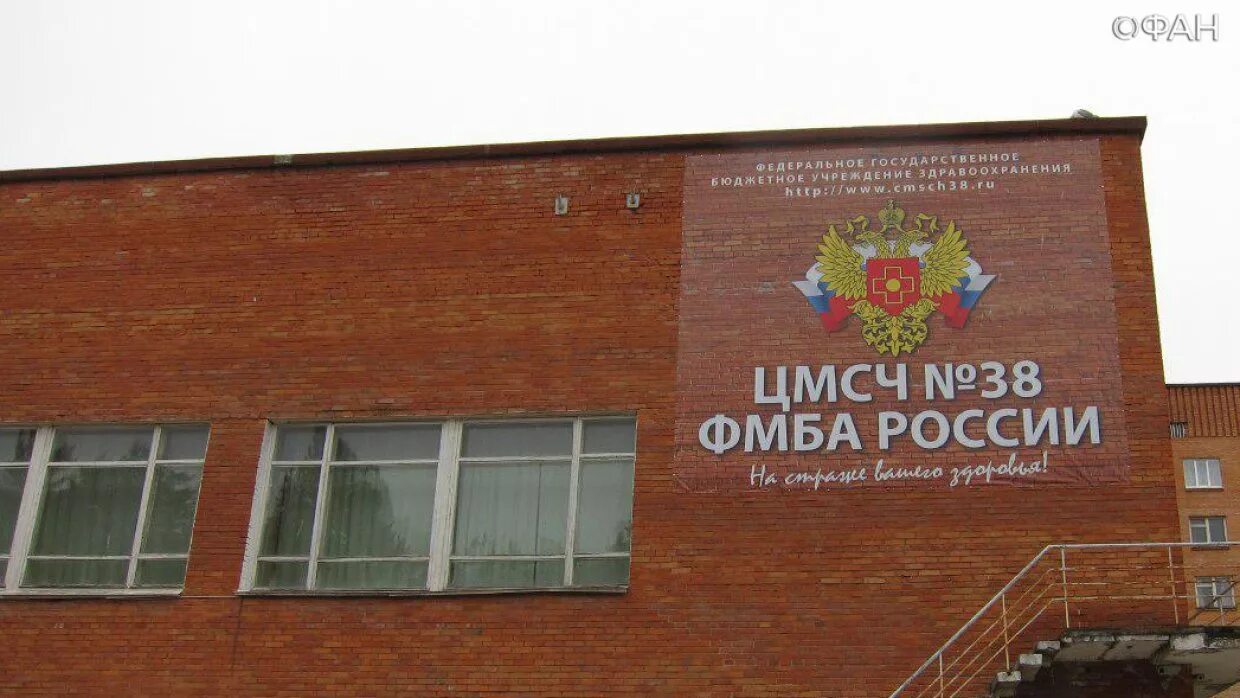 ©ФАН
ФЕДЕРАЛЬНОЕ ГОСУДАРСТВЕННОЕ
БЮДЖЕТНОЕ УЧРЕЖДЕНИЕ ЗДРАВООХРАНЕНИЯ
http://www.cmsch38.ru
ЦМСЧ №38
ФМБА РОССИИ
На страже вашего здоровья!